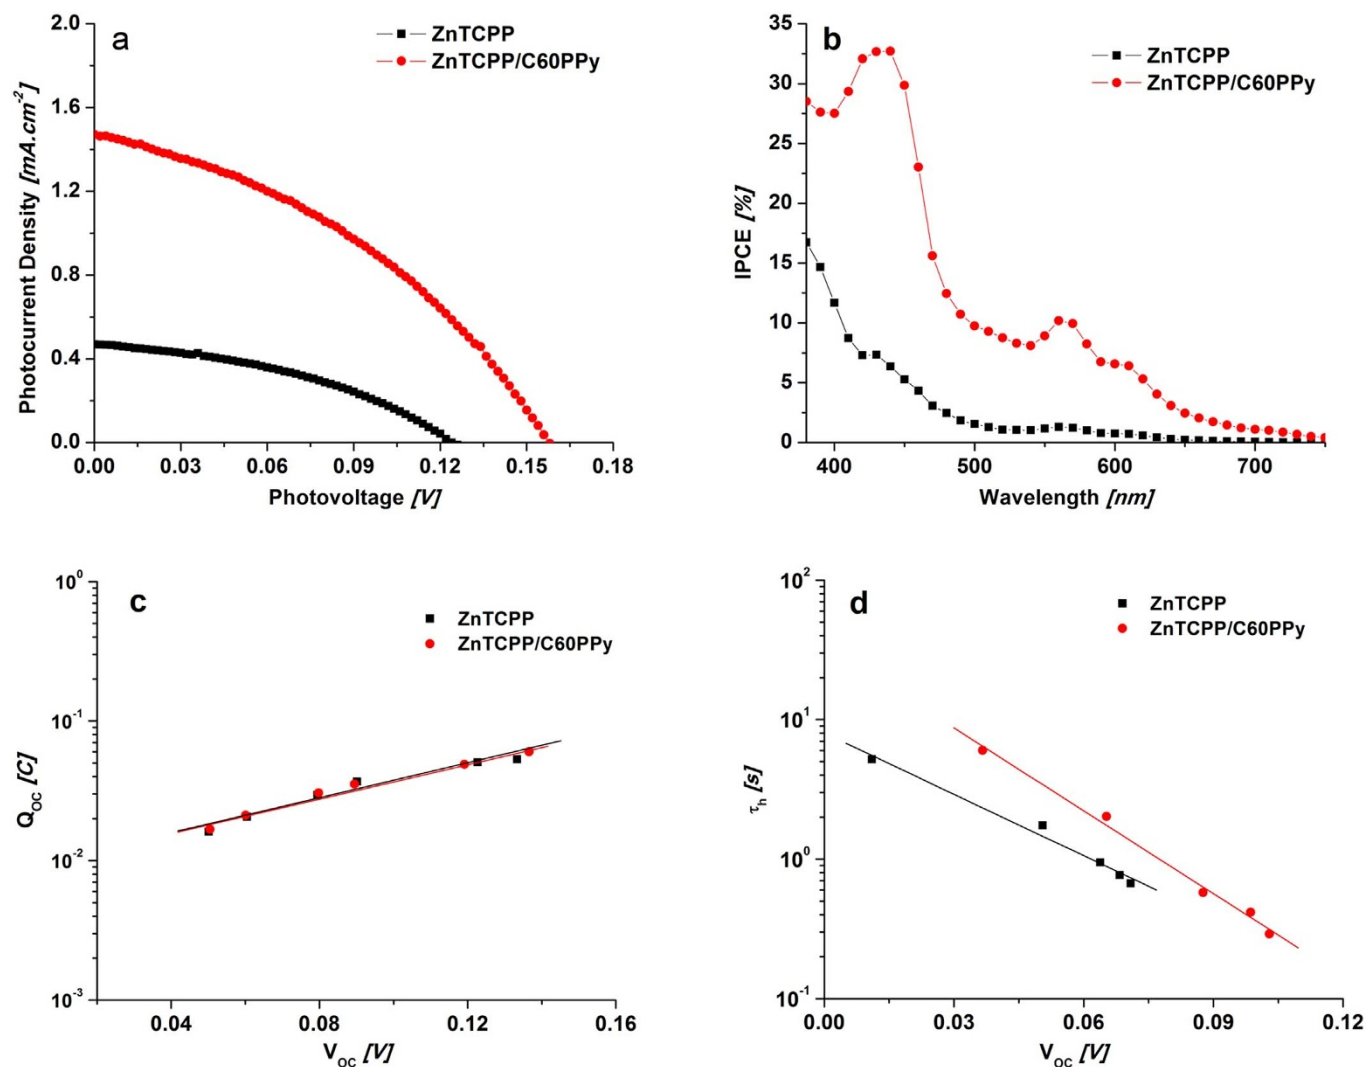 a
ZnTCPP
ZnTCPP/C60PPy
2.0
1.6
1.2
0.8
0.4
0.0
Photocurrent Density [mA.cm⁻²]
0.00 0.03 0.06 0.09 0.12 0.15 0.18
Photovoltage [V]
b
ZnTCPP
ZnTCPP/C60PPy
35
30
25
20
15
10
5
0
IPCE [%]
400 500 600 700
Wavelength [nm]
c
ZnTCPP
ZnTCPP/C60PPy
10⁰
10⁻¹
10⁻²
10⁻³
Q_OC [C]
0.04 0.08 0.12 0.16
V_OC [V]
d
ZnTCPP
ZnTCPP/C60PPy
10²
10¹
10⁰
10⁻¹
τ_h [s]
0.00 0.03 0.06 0.09 0.12
V_OC [V]